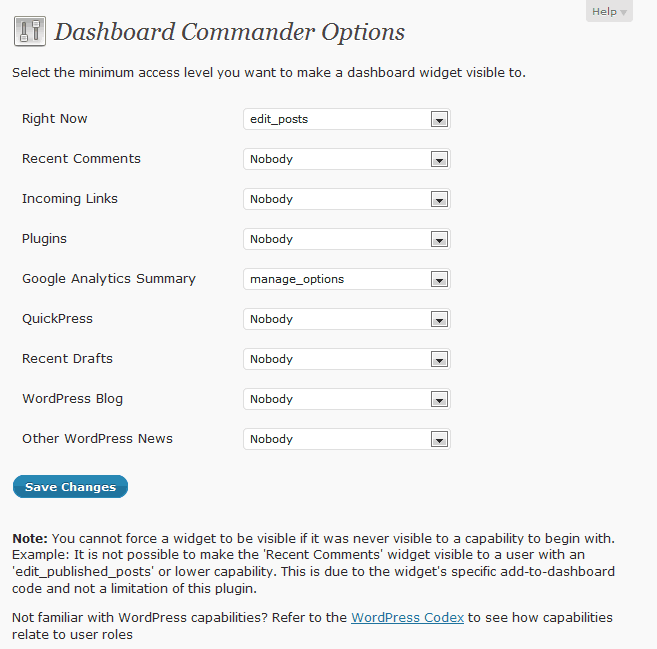 Help
Dashboard Commander Options
Select the minimum access level you want to make a dashboard widget visible to.
Right Now edit_posts
Recent Comments Nobody
Incoming Links Nobody
Plugins Nobody
Google Analytics Summary manage_options
QuickPress Nobody
Recent Drafts Nobody
WordPress Blog Nobody
Other WordPress News Nobody
Save Changes
Note: You cannot force a widget to be visible if it was never visible to a capability to begin with.
Example: It is not possible to make the 'Recent Comments' widget visible to a user with an
'edit_published_posts' or lower capability. This is due to the widget's specific add-to-dashboard
code and not a limitation of this plugin.
Not familiar with WordPress capabilities? Refer to the WordPress Codex to see how capabilities
relate to user roles